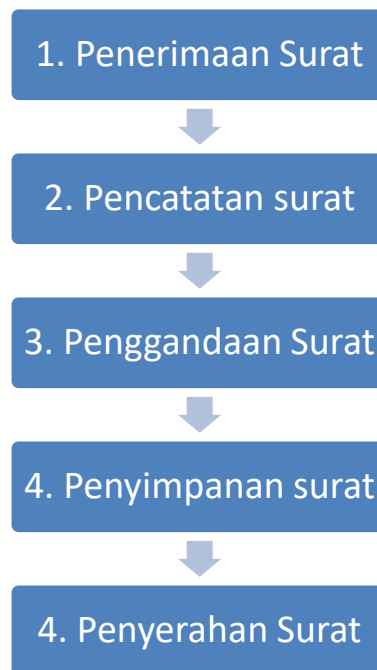 1. Penerimaan Surat
2. Pencatatan surat
3. Penggandaan Surat
4. Penyimpanan surat
4. Penyerahan Surat